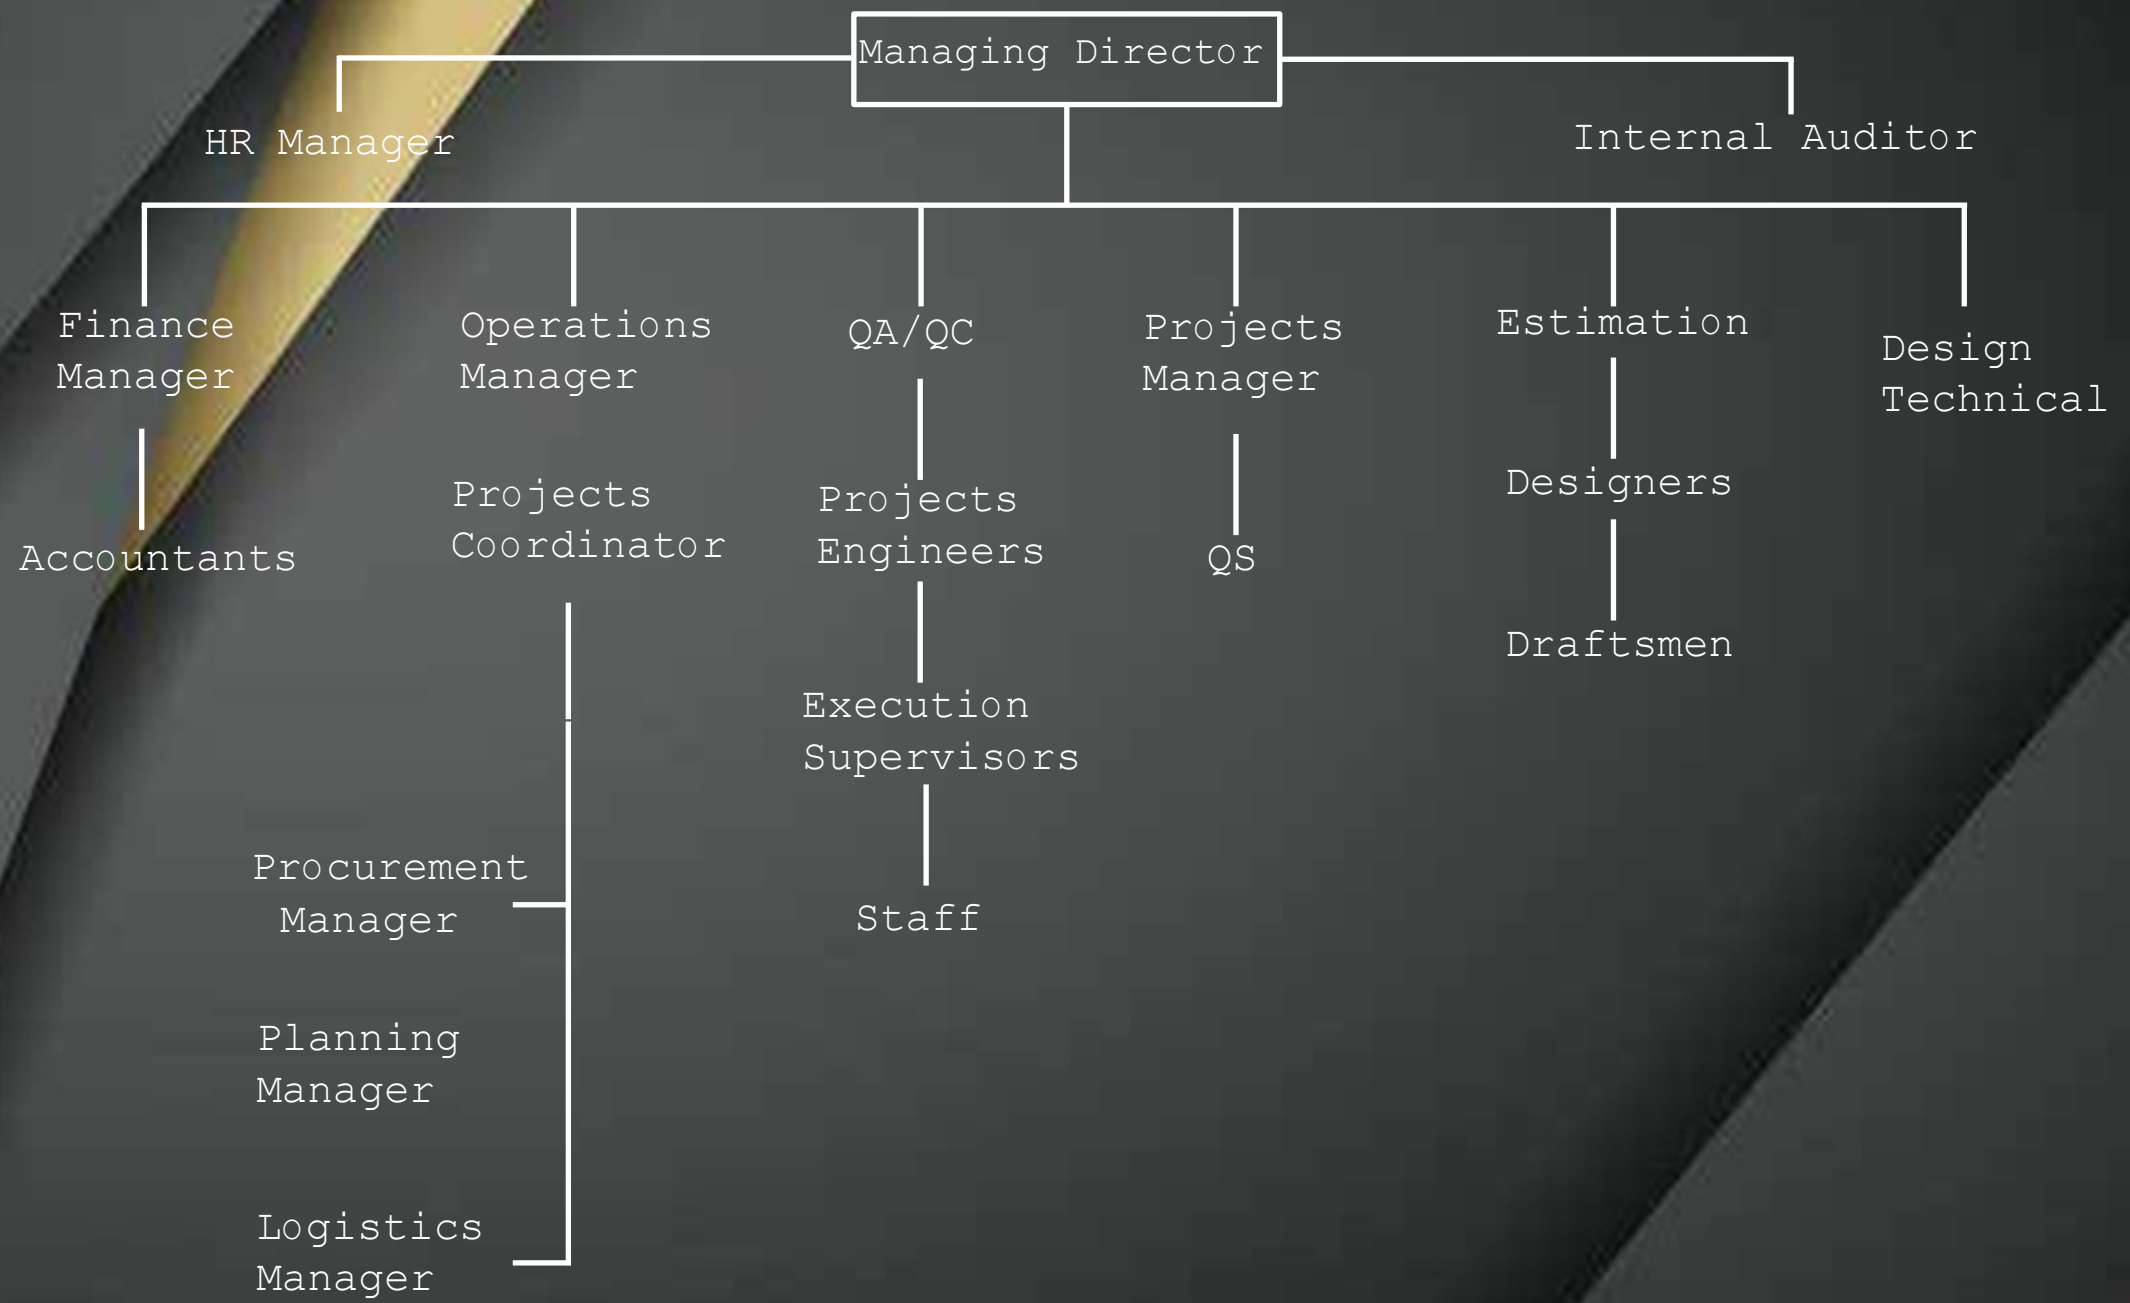 Managing Director
HR Manager
Internal Auditor
Finance
Manager
Operations
Manager
QA/QC
Projects
Manager
Estimation
Design
Technical
Accountants
Projects
Coordinator
Projects
Engineers
QS
Designers
Draftsmen
Execution
Supervisors
Staff
Procurement
Manager
Planning
Manager
Logistics
Manager